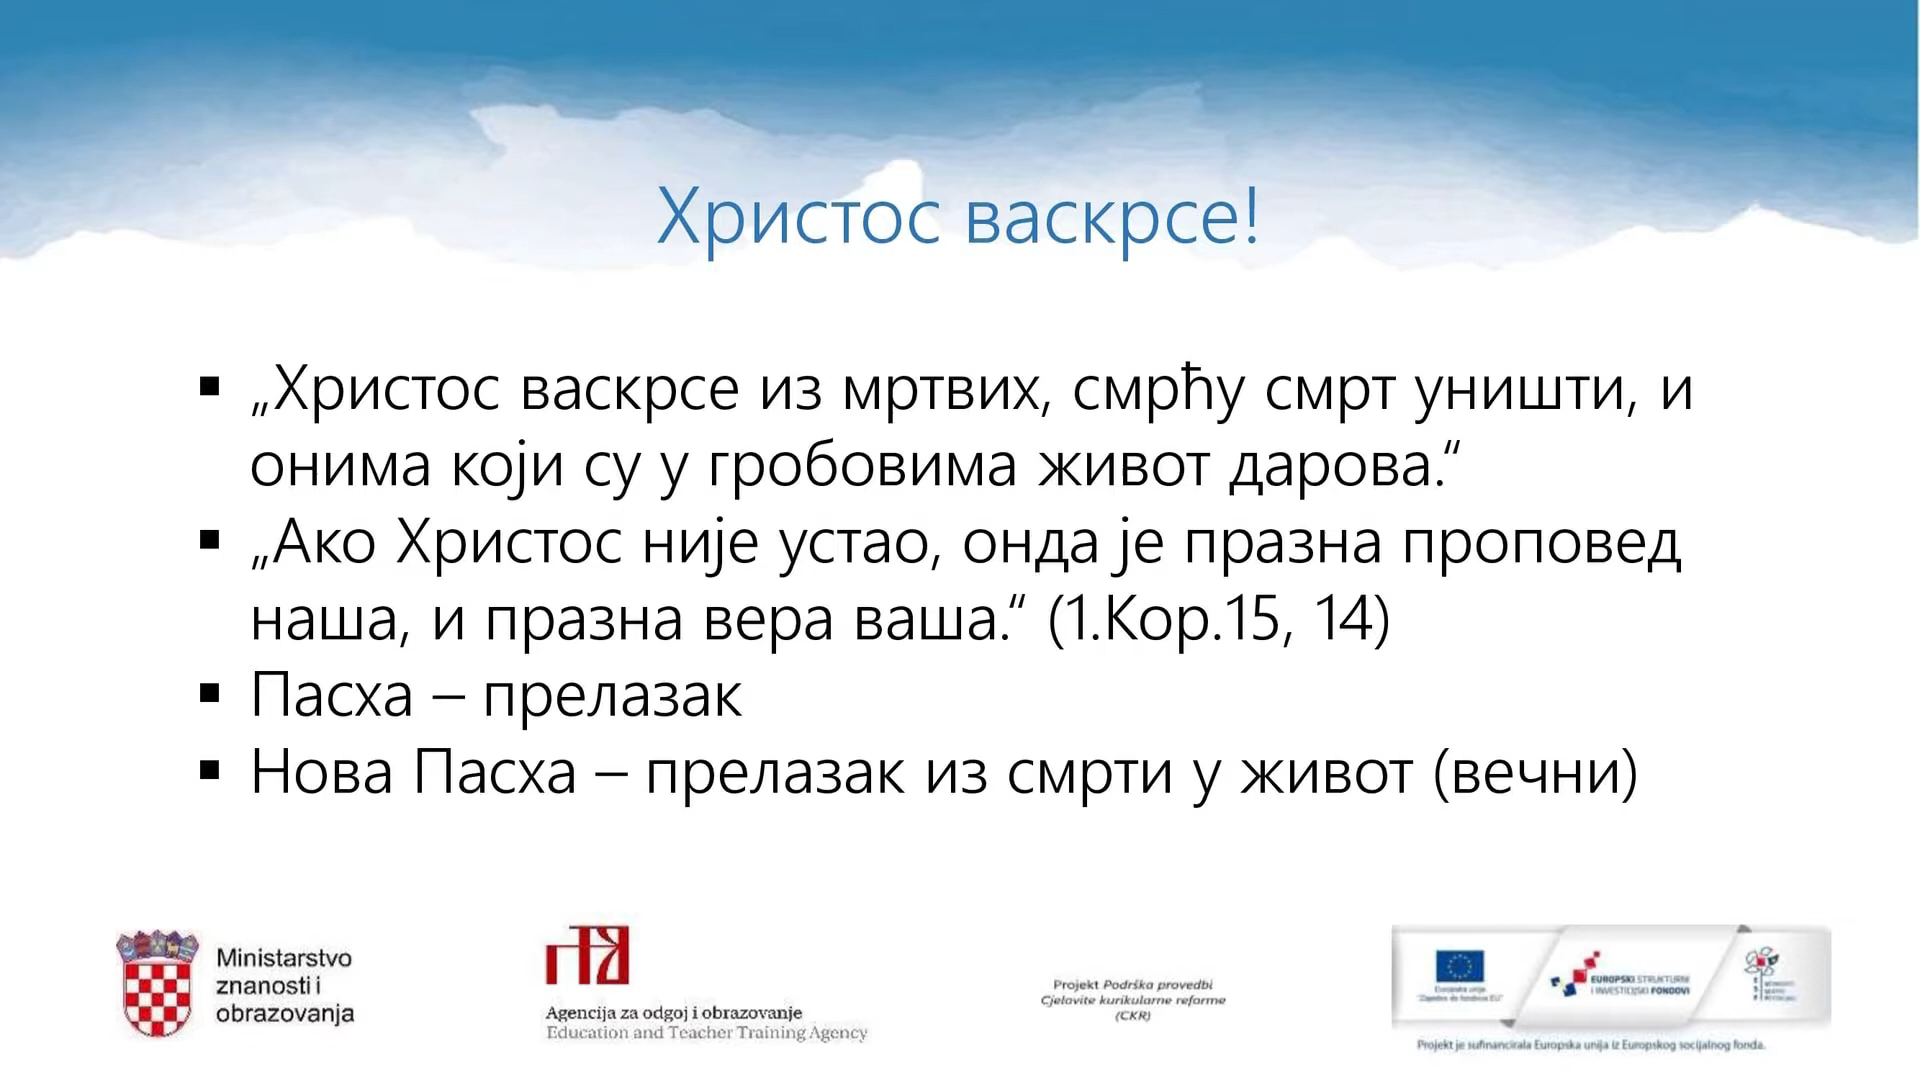 Христос васкрсе!
▪ „Христос васкрсе из мртвих, смрћу смрт уништи, и
онима који су у гробовима живот дарова.“
▪ „Ако Христос није устао, онда је празна проповед
наша, и празна вера ваша.“ (1.Кор.15, 14)
▪ Пасха – прелазак
▪ Нова Пасха – прелазак из смрти у живот (вечни)
Ministarstvo
znanosti i
obrazovanja
Agencija za odgoj i obrazovanje
Education and Teacher Training Agency
Projekt Podrška provedbi
Cjelovite kurikularne reforme
(CKR)
EUROPSKI STRUKTURNI
I INVESTICIJSKI FONDOVI
Projekt je sufinancirala Europska unija iz Europskog socijalnog fonda.